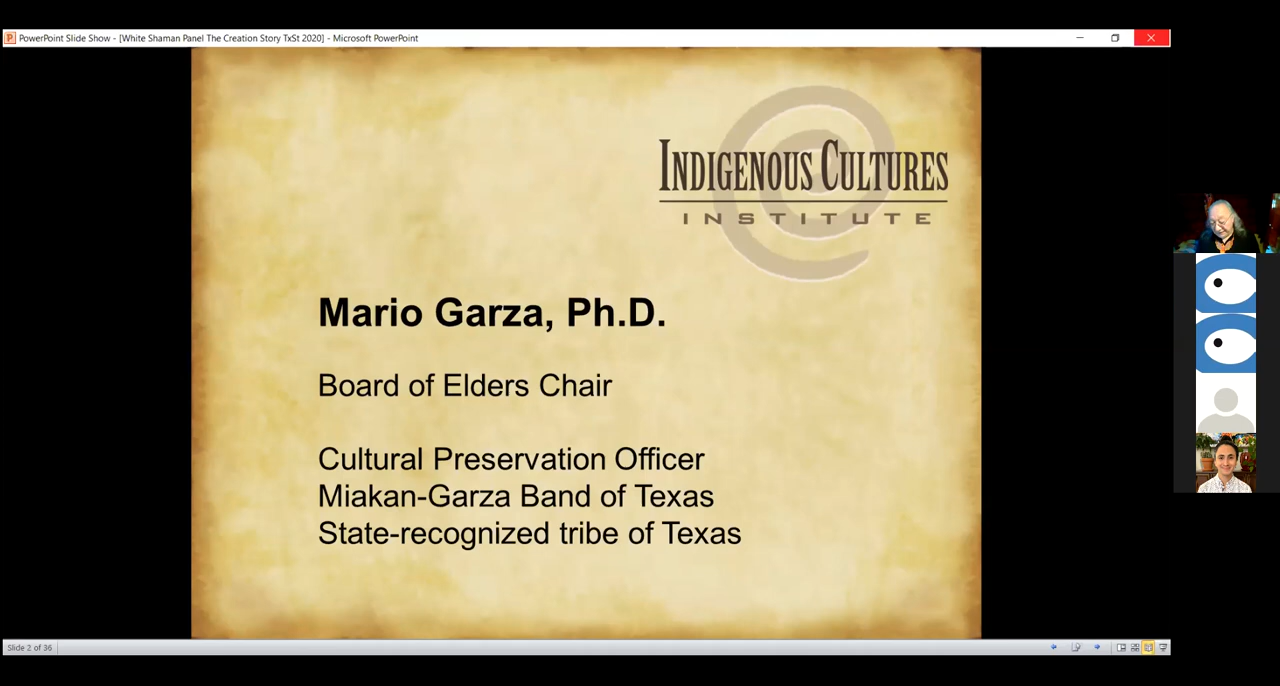 PowerPoint Slide Show - [White Shaman Panel The Creation Story TxSt 2020] - Microsoft PowerPoint
INDIGENOUS CULTURES
INSTITUTE
Mario Garza, Ph.D.
Board of Elders Chair
Cultural Preservation Officer
Miakan-Garza Band of Texas
State-recognized tribe of Texas
Slide 2 of 36